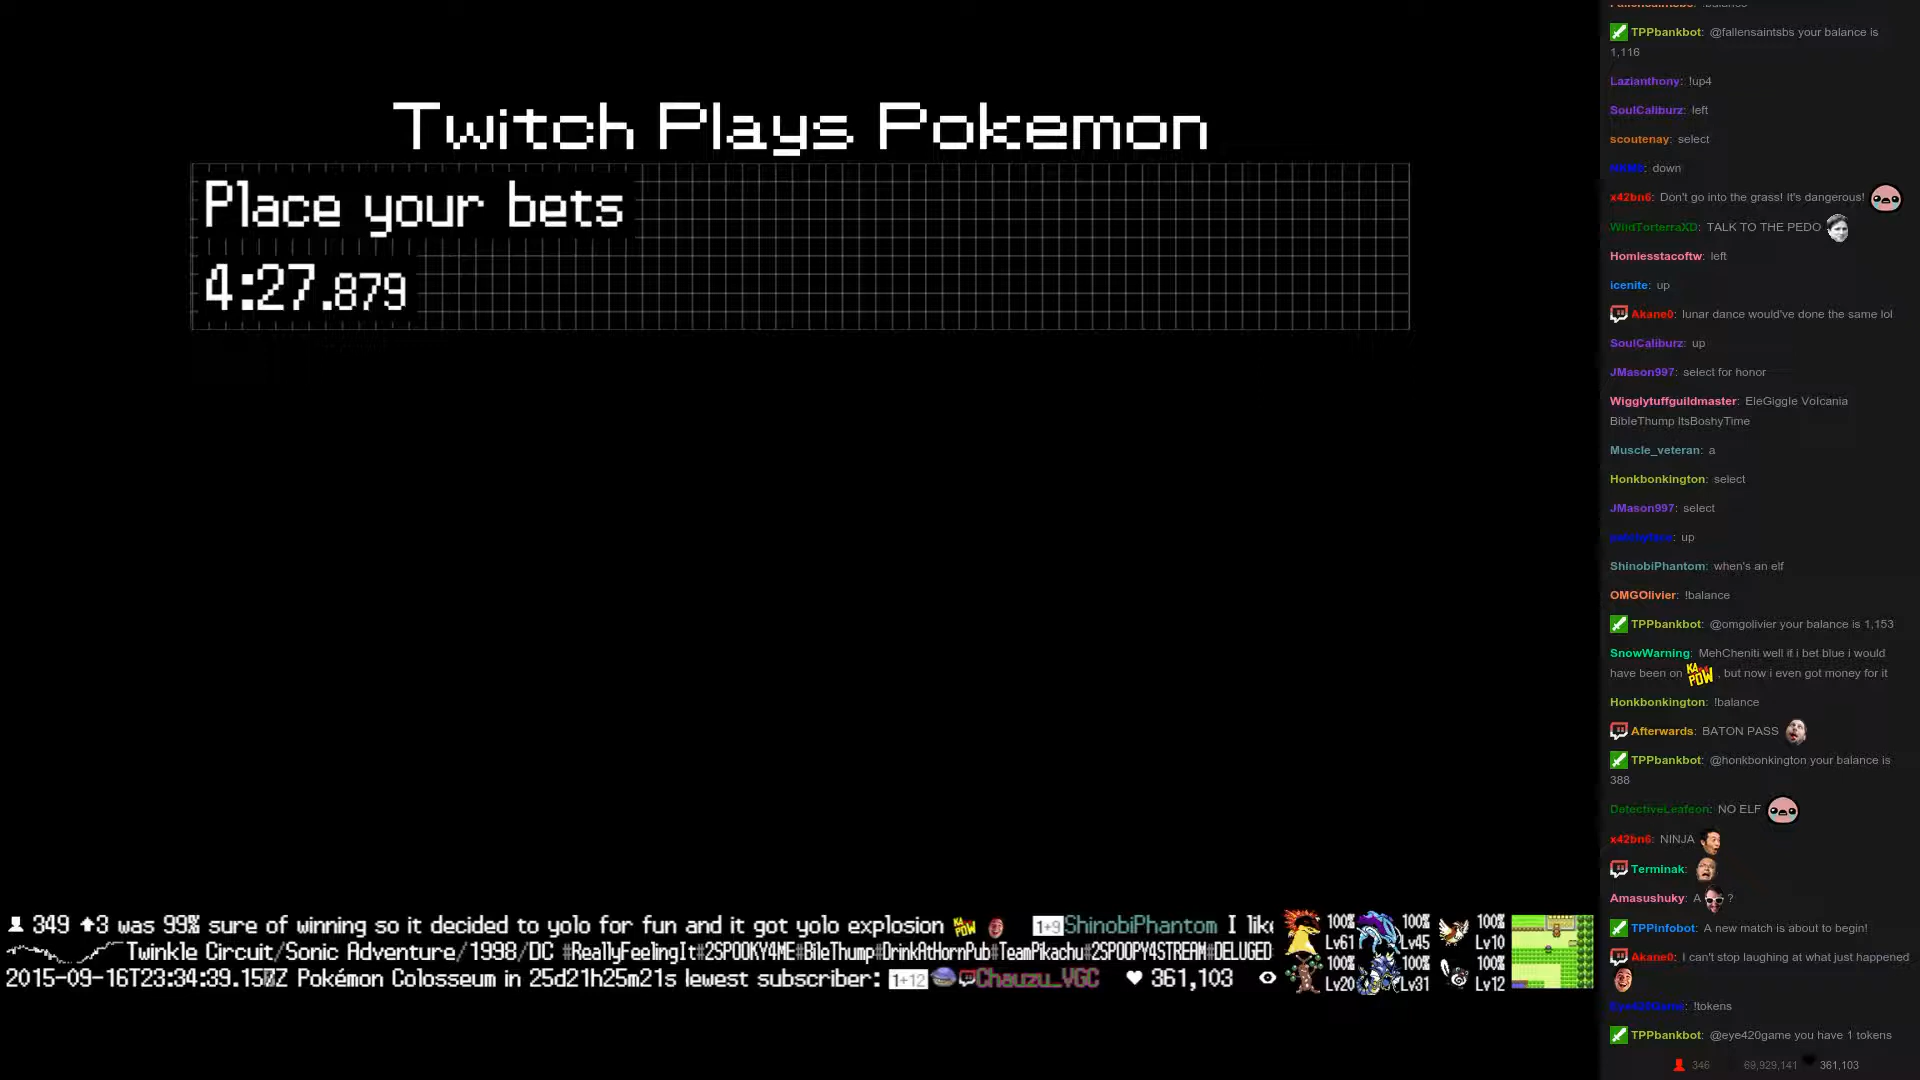 Twitch Plays Pokemon
Place your bets
4:27.879
TPPbankbot: @fallensaintsbs your balance is
1,116
Lazianthony: !up4
SoulCaliburz: left
scoutenay: select
down
x42bn6: Don't go into the grass! It's dangerous!
WildTorterraXD: TALK TO THE PEDO
Homlesstacoftw: left
icenite: up
Akane0: lunar dance would've done the same lol
SoulCaliburz: up
JMason997: select for honor
Wigglytuffguildmaster: EleGiggle Volcania
BibleThump ItsBoshyTime
Muscle_veteran: a
Honkbonkington: select
JMason997: select
up
ShinobiPhantom: when's an elf
OMGOlivier: !balance
TPPbankbot: @omgolivier your balance is 1,153
SnowWarning: MehCheniti well if i bet blue i would
have been on KA POW , but now i even got money for it
Honkbonkington: !balance
Afterwards: BATON PASS
TPPbankbot: @honkbonkington your balance is
388
DetectiveLeafeon: NO ELF
x42bn6: NINJA
Terminak:
Amasushuky: A ?
TPPinfobot: A new match is about to begin!
Akane0: i can't stop laughing at what just happened
Eye420Game: !tokens
TPPbankbot: @eye420game you have 1 tokens
346 69,929,141 361,103
349 3 was 99% sure of winning so it decided to yolo for fun and it got yolo explosion 1+9 ShinobiPhantom I like
Twinkle Circuit/Sonic Adventure/1998/DC #ReallyFeelingIt#2SPOOKY4ME#BileThump#DrinkAtHornPub#TeamPikachu#2SPOOPY4STREAM#DELUGED
2015-09-16T23:34:39.150Z Pokémon Colosseum in 25d21h25m21s lewest subscriber: 1+12 Chauzu_VGC 361,103
100% 100% 100%
Lv61 Lv45 Lv10
100% 100% 100%
Lv20 Lv31 Lv12